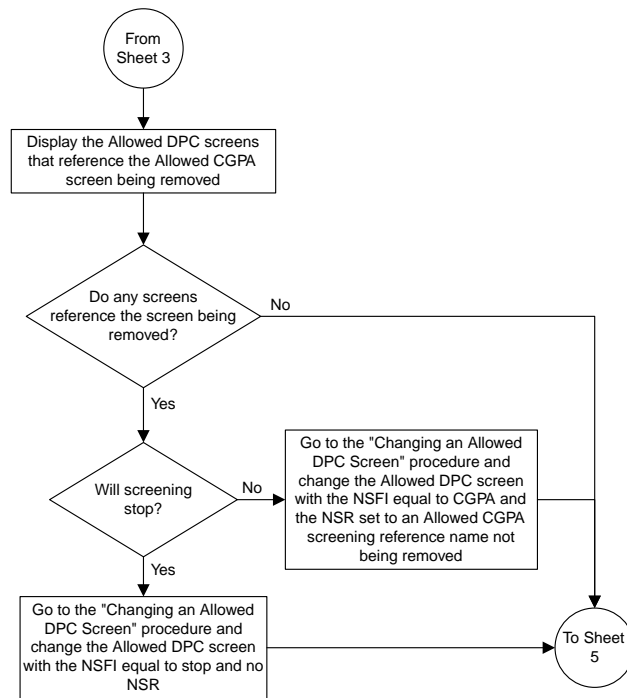 From
Sheet 3
Display the Allowed DPC screens
that reference the Allowed CGPA
screen being removed
Do any screens
reference the screen being
removed?
No
Yes
Will screening
stop?
No
Go to the "Changing an Allowed
DPC Screen" procedure and
change the Allowed DPC screen
with the NSFI equal to CGPA and
the NSR set to an Allowed CGPA
screening reference name not
being removed
Yes
Go to the "Changing an Allowed
DPC Screen" procedure and
change the Allowed DPC screen
with the NSFI equal to stop and no
NSR
To Sheet
5